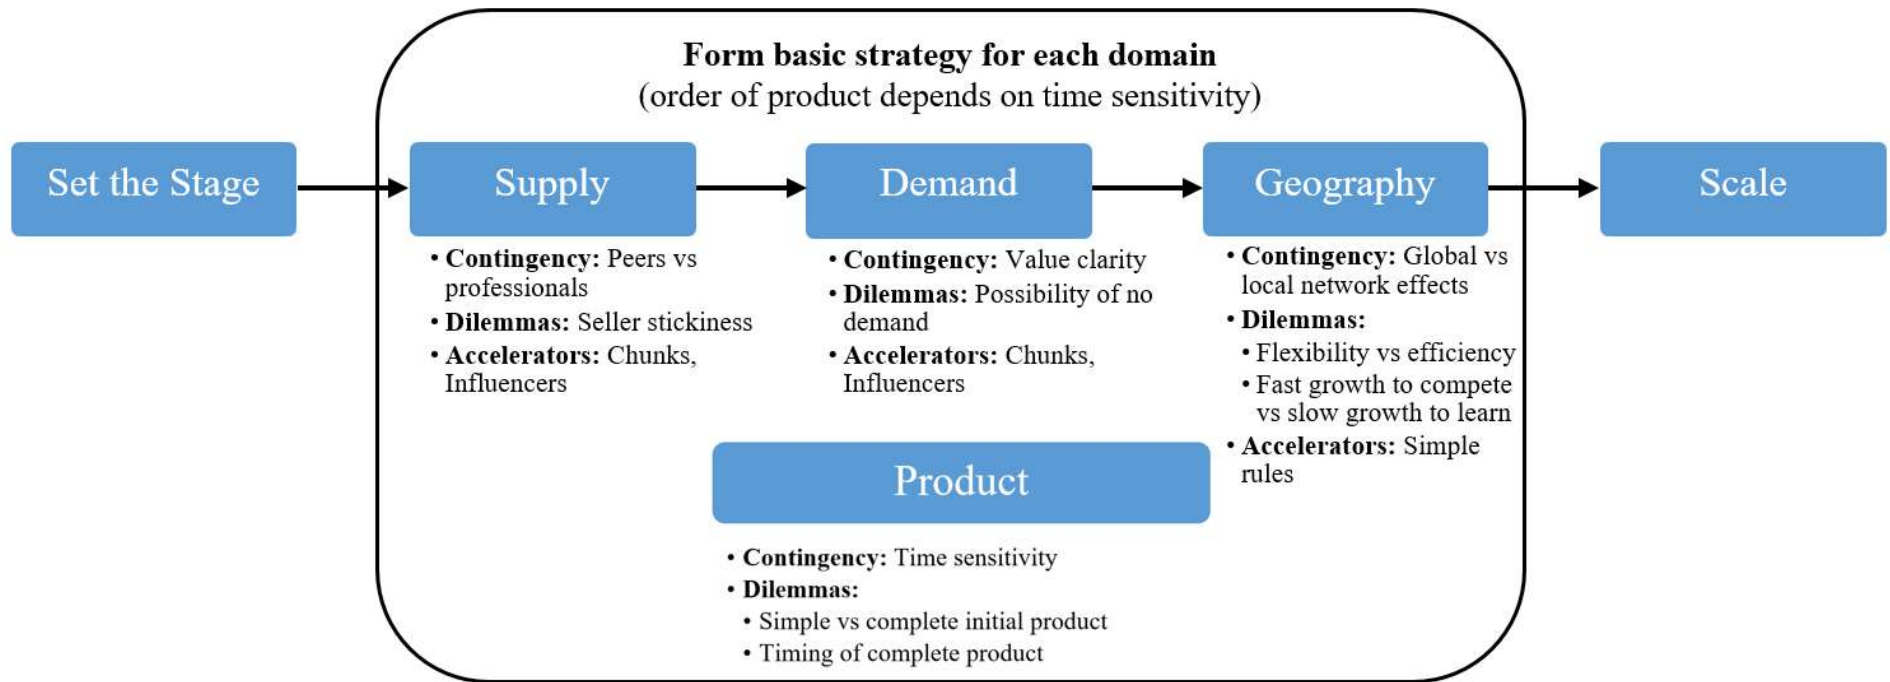 Form basic strategy for each domain
(order of product depends on time sensitivity)
Set the Stage
Supply
Demand
Geography
Scale
• Contingency: Peers vs
professionals
• Dilemmas: Seller stickiness
• Accelerators: Chunks,
Influencers
• Contingency: Value clarity
• Dilemmas: Possibility of no
demand
• Accelerators: Chunks,
Influencers
• Contingency: Global vs
local network effects
• Dilemmas:
• Flexibility vs efficiency
• Fast growth to compete
vs slow growth to learn
• Accelerators: Simple
rules
Product
• Contingency: Time sensitivity
• Dilemmas:
• Simple vs complete initial product
• Timing of complete product